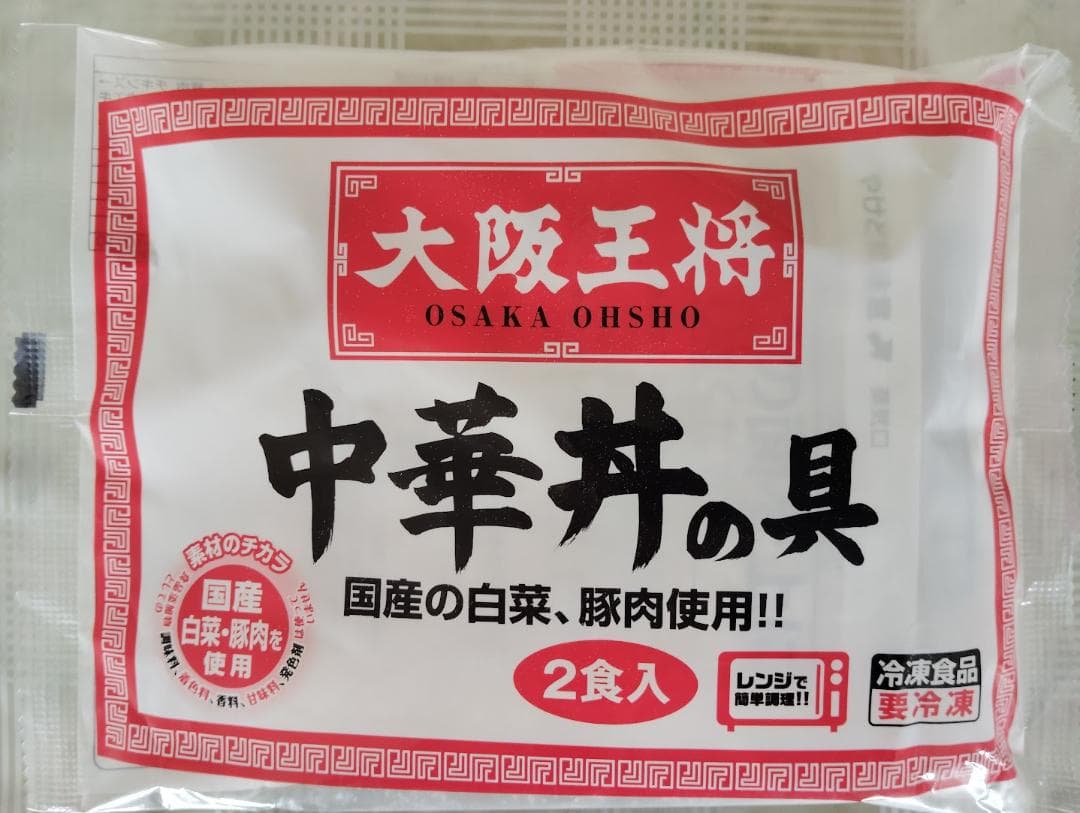 大阪王将
OSAKA OHSHO
中華丼の具
国産の白菜、豚肉使用!!
素材のチカラ
国産
白菜・豚肉を
使用
調味料、着色料、香料、甘味料、発色剤
2食入
レンジで
簡単調理!!
冷凍食品
要冷凍